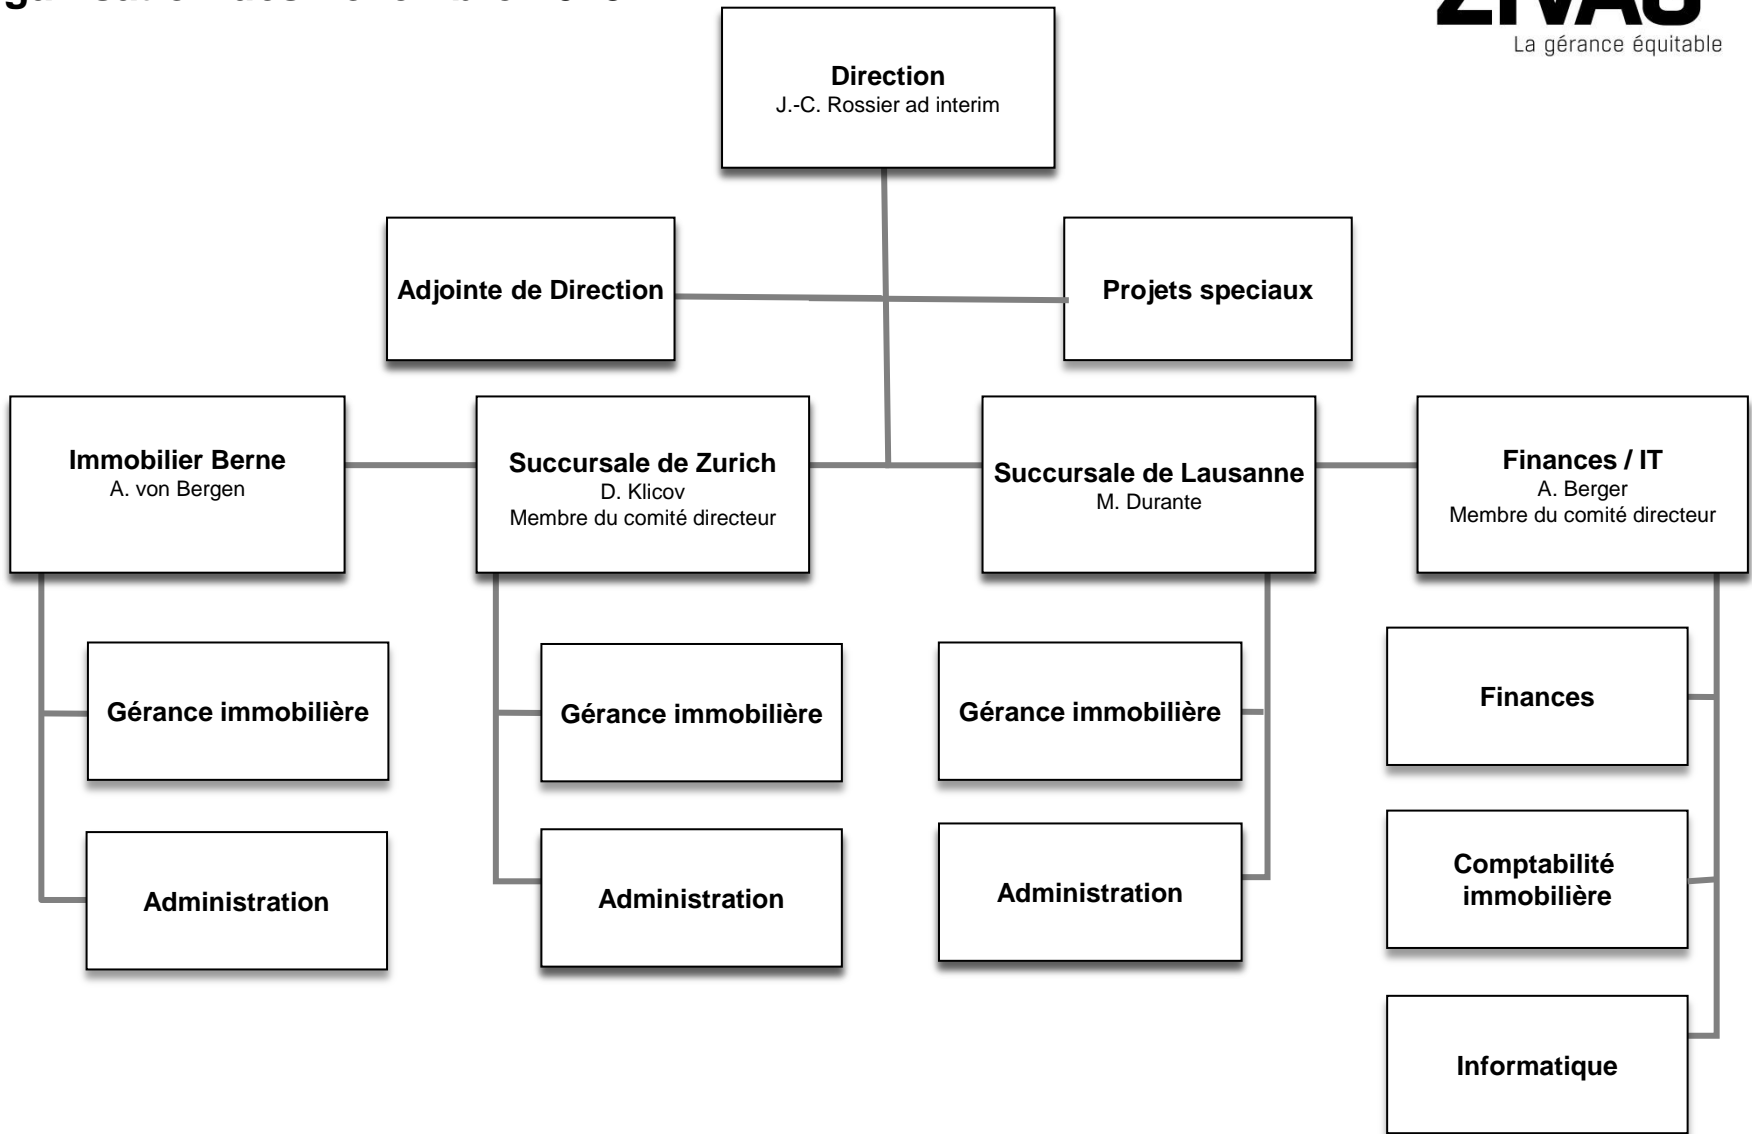 La gérance équitable
Direction
J.-C. Rossier ad interim
Adjointe de Direction
Projets speciaux
Immobilier Berne
A. von Bergen
Succursale de Zurich
D. Klicov
Membre du comité directeur
Succursale de Lausanne
M. Durante
Finances / IT
A. Berger
Membre du comité directeur
Gérance immobilière
Gérance immobilière
Gérance immobilière
Finances
Administration
Administration
Administration
Comptabilité
immobilière
Informatique